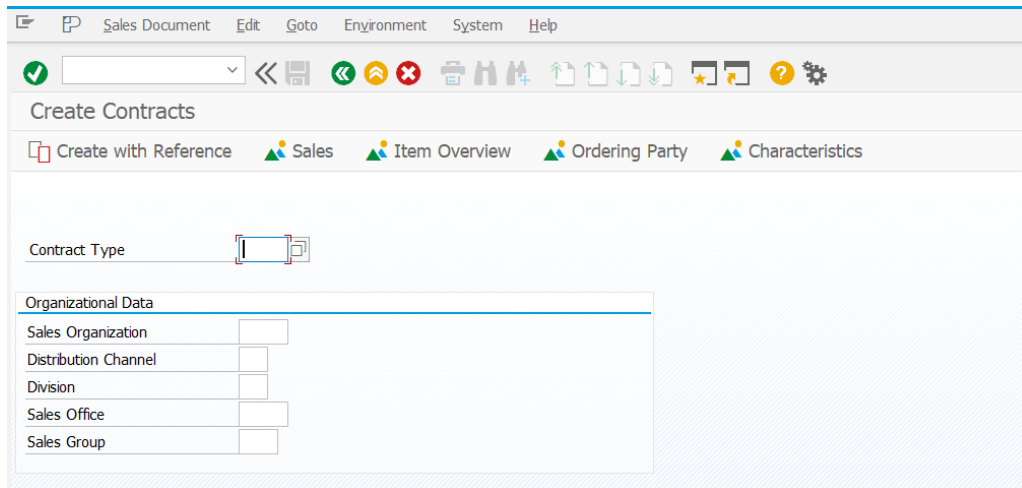 Sales Document Edit Goto Environment System Help
Create Contracts
Create with Reference Sales Item Overview Ordering Party Characteristics
Contract Type
Organizational Data
Sales Organization
Distribution Channel
Division
Sales Office
Sales Group